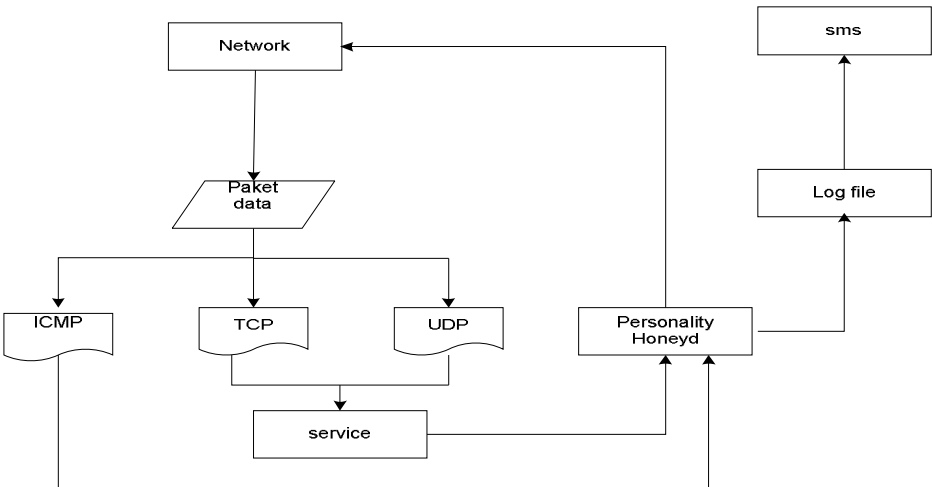 Network
sms
Paket
data
Log file
ICMP
TCP
UDP
Personality
Honeyd
service